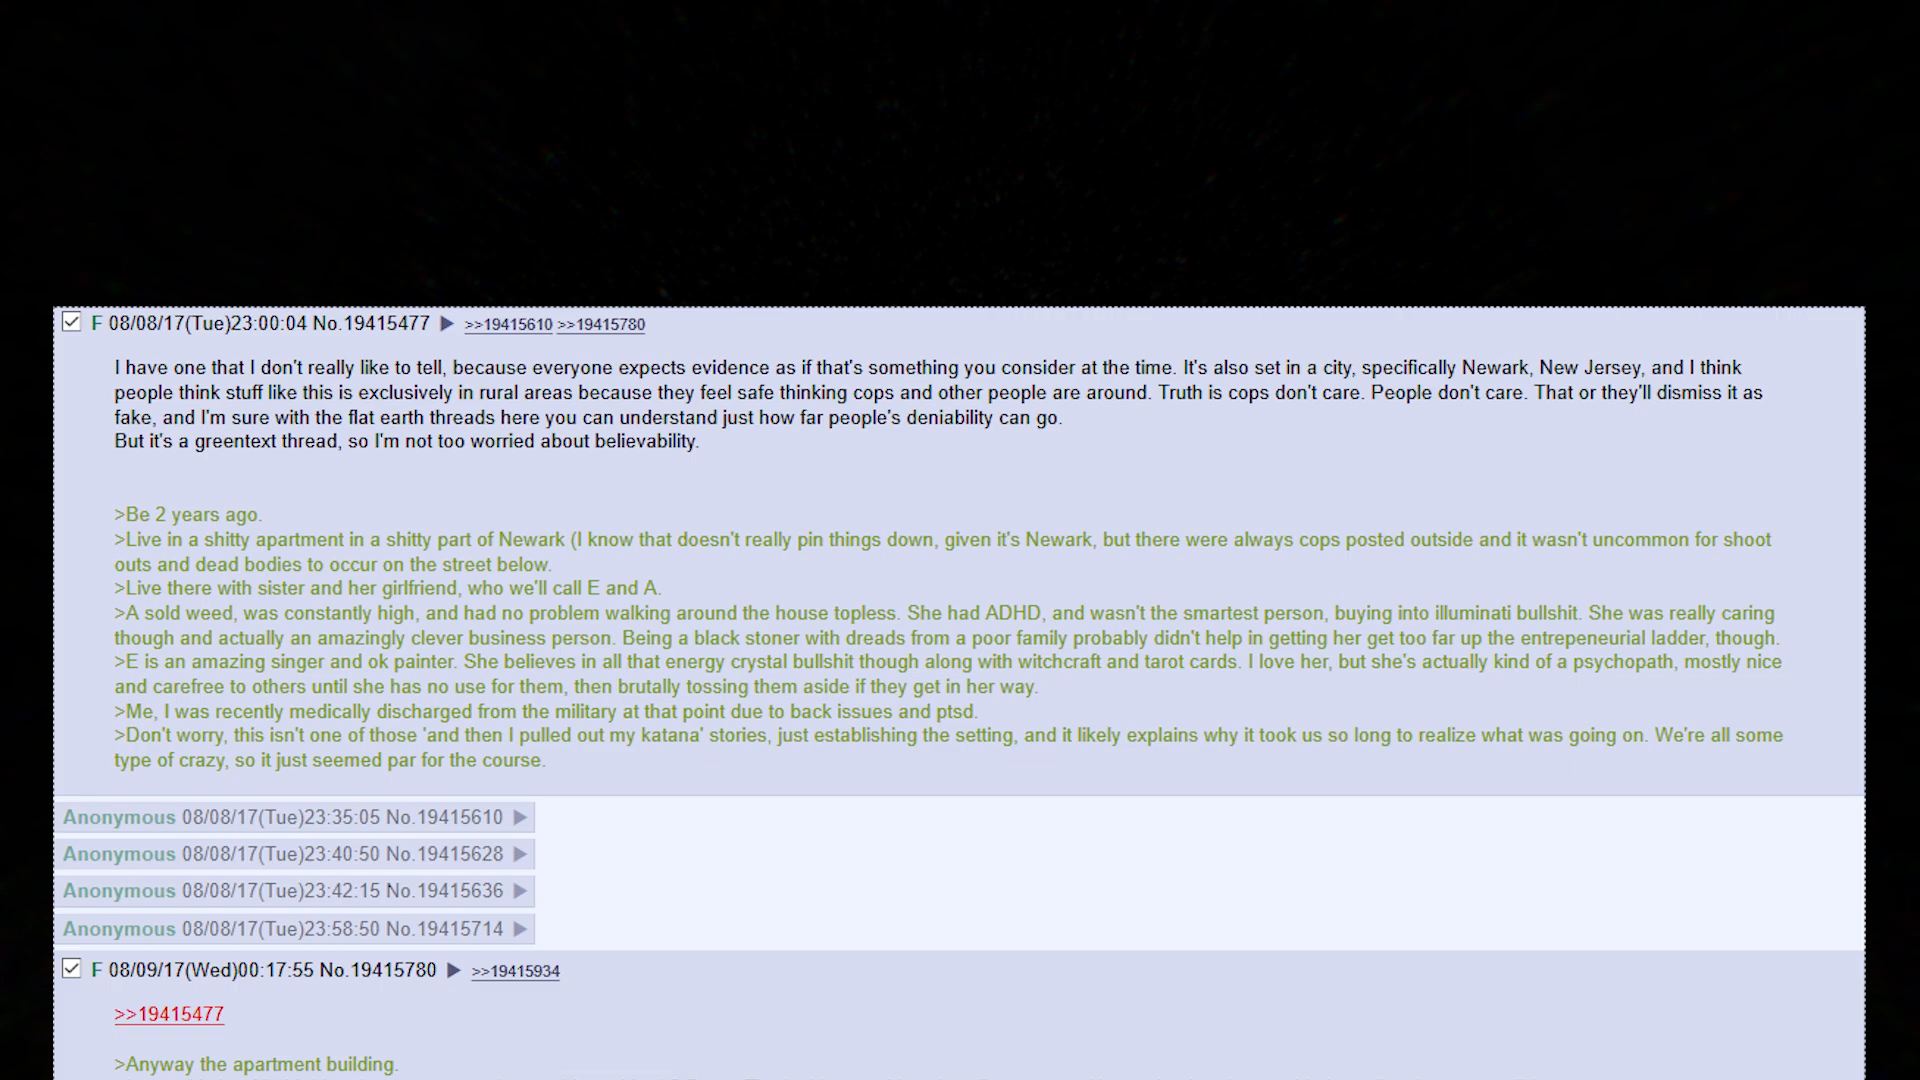 F 08/08/17(Tue)23:00:04 No.19415477 ▶ >>19415610 >>19415780
I have one that I don't really like to tell, because everyone expects evidence as if that's something you consider at the time. It's also set in a city, specifically Newark, New Jersey, and I think
people think stuff like this is exclusively in rural areas because they feel safe thinking cops and other people are around. Truth is cops don't care. People don't care. That or they'll dismiss it as
fake, and I'm sure with the flat earth threads here you can understand just how far people's deniability can go.
But it's a greentext thread, so I'm not too worried about believability.
>Be 2 years ago.
>Live in a shitty apartment in a shitty part of Newark (I know that doesn't really pin things down, given it's Newark, but there were always cops posted outside and it wasn't uncommon for shoot
outs and dead bodies to occur on the street below.
>Live there with sister and her girlfriend, who we'll call E and A.
>A sold weed, was constantly high, and had no problem walking around the house topless. She had ADHD, and wasn't the smartest person, buying into illuminati bullshit. She was really caring
though and actually an amazingly clever business person. Being a black stoner with dreads from a poor family probably didn't help in getting her get too far up the entrepeneurial ladder, though.
>E is an amazing singer and ok painter. She believes in all that energy crystal bullshit though along with witchcraft and tarot cards. I love her, but she's actually kind of a psychopath, mostly nice
and carefree to others until she has no use for them, then brutally tossing them aside if they get in her way.
>Me, I was recently medically discharged from the military at that point due to back issues and ptsd.
>Don't worry, this isn't one of those 'and then I pulled out my katana' stories, just establishing the setting, and it likely explains why it took us so long to realize what was going on. We're all some
type of crazy, so it just seemed par for the course.
Anonymous 08/08/17(Tue)23:35:05 No.19415610 ▶
Anonymous 08/08/17(Tue)23:40:50 No.19415628 ▶
Anonymous 08/08/17(Tue)23:42:15 No.19415636 ▶
Anonymous 08/08/17(Tue)23:58:50 No.19415714 ▶
F 08/09/17(Wed)00:17:55 No.19415780 ▶ >>19415934
>>19415477
>Anyway the apartment building.